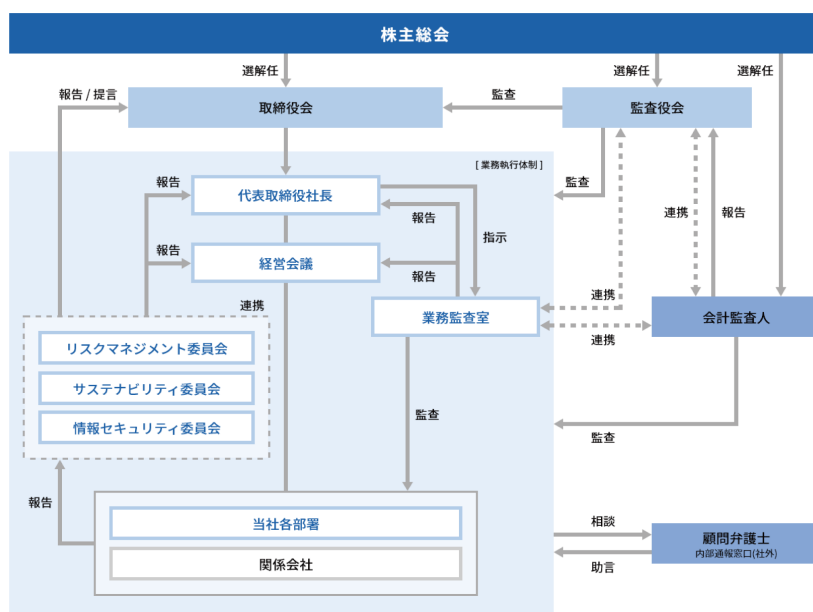 株主総会
選解任
選解任
選解任
報告 / 提言
取締役会
監査
監査役会
[ 業務執行体制 ]
報告
代表取締役社長
監査
報告
連携
報告
指示
報告
経営会議
報告
連携
連携
業務監査室
会計監査人
連携
リスクマネジメント委員会
サステナビリティ委員会
情報セキュリティ委員会
監査
監査
報告
当社各部署
関係会社
相談
顧問弁護士
内部通報窓口(社外)
助言